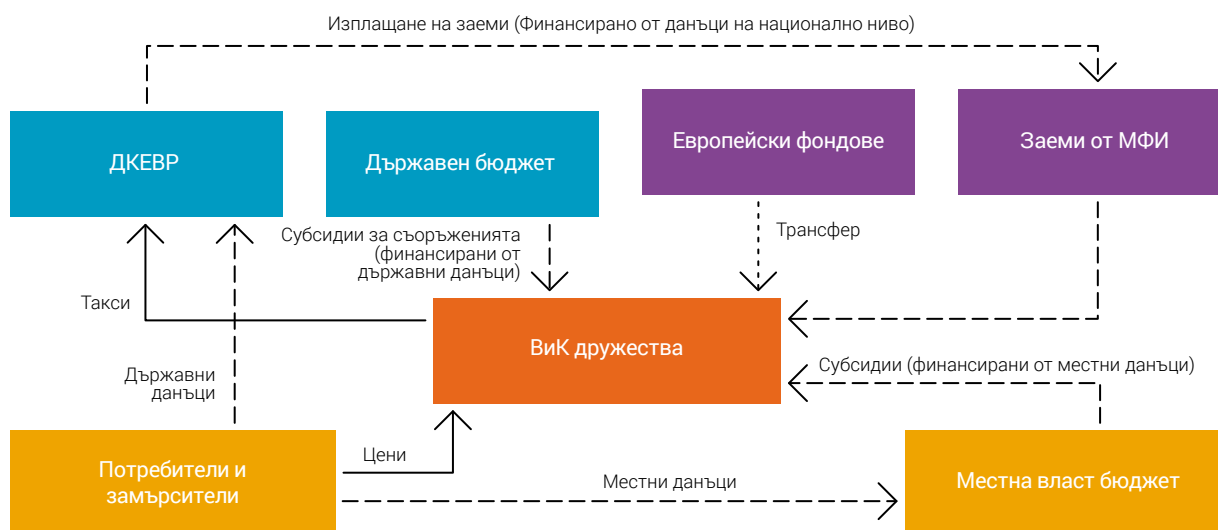 Изплащане на заеми (Финансирано от данъци на национално ниво)
ДКЕВР
Държавен бюджет
Европейски фондове
Заеми от МФИ
Субсидии за съоръженията
(финансирани от
държавни данъци)
Трансфер
Такси
ВиК дружества
Субсидии (финансирани от местни данъци)
Държавни
данъци
Потребители и
замърсители
Цени
Местни данъци
Местна власт бюджет